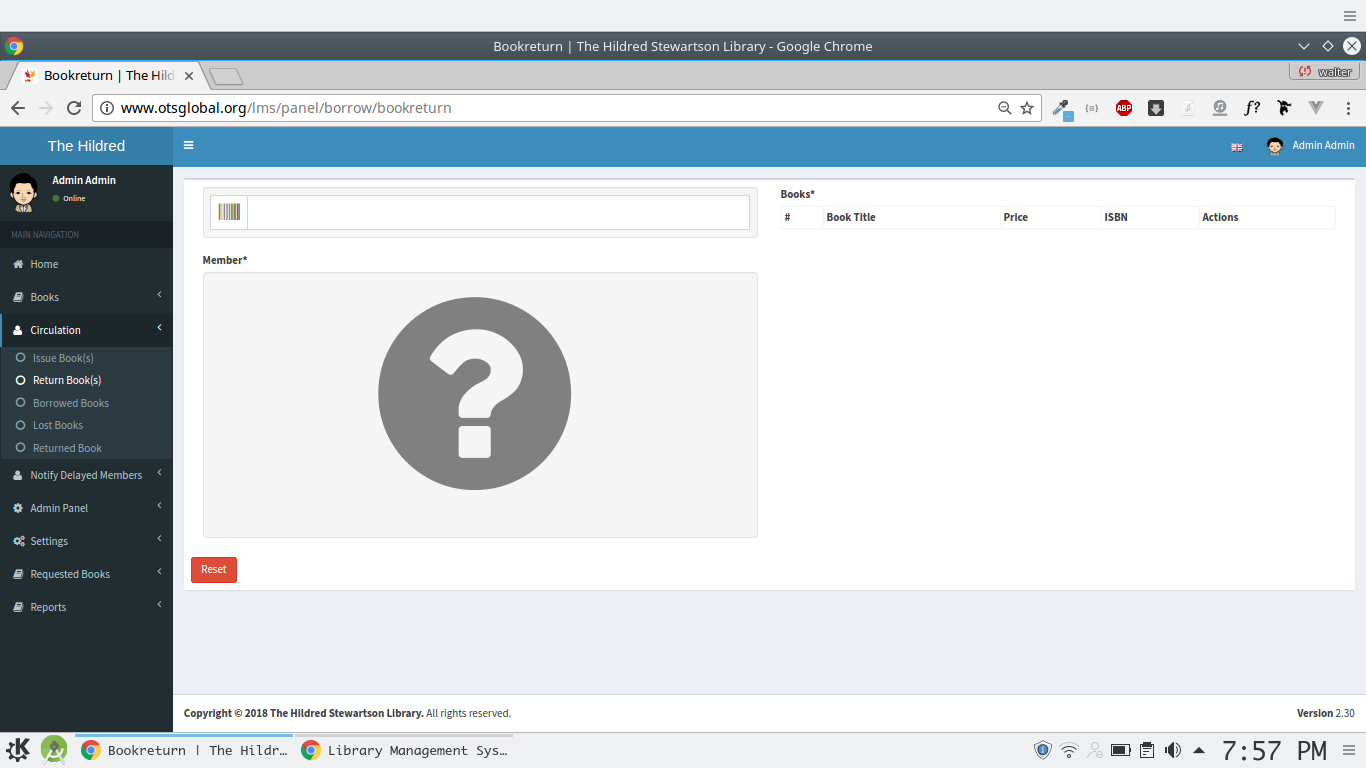 Bookreturn | The Hildred Stewartson Library - Google Chrome
Bookreturn | The Hild
walter
www.otsglobal.org/lms/panel/borrow/bookreturn
ABP
f?
The Hildred
Admin Admin
Admin Admin
Online
MAIN NAVIGATION
Home
Books
Circulation
Issue Book(s)
Return Book(s)
Borrowed Books
Lost Books
Returned Book
Notify Delayed Members
Admin Panel
Settings
Requested Books
Reports
Member*
Reset
Books*
# Book Title Price ISBN Actions
Copyright © 2018 The Hildred Stewartson Library. All rights reserved.
Version 2.30
Bookreturn | The Hildr…
Library Management Sys…
7:57 PM